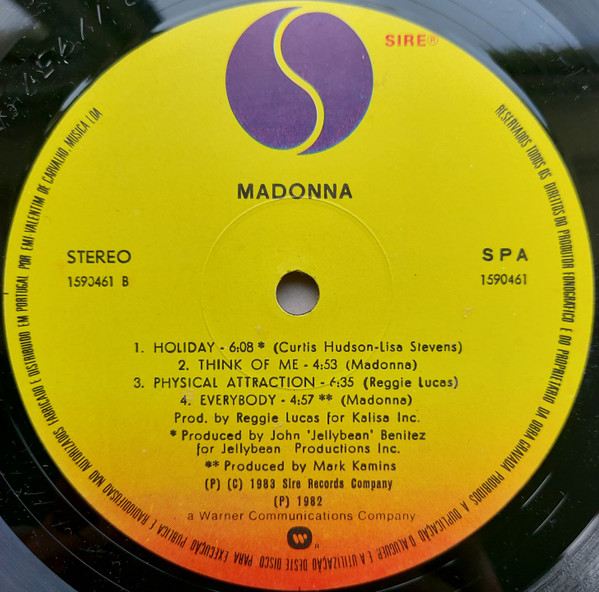 SIRE®
MADONNA
STEREO
1590461 B
SPA
1590461
1. HOLIDAY - 6:08 * (Curtis Hudson-Lisa Stevens)
2. THINK OF ME - 4:53 (Madonna)
3. PHYSICAL ATTRACTION - 6:35 (Reggie Lucas)
4. EVERYBODY - 4:57 ** (Madonna)
Prod. by Reggie Lucas for Kalisa Inc.
* Produced by John 'Jellybean' Benitez
for Jellybean Productions Inc.
** Produced by Mark Kamins
(P) (C) 1983 Sire Records Company
(P) 1982
a Warner Communications Company
RESERVADOS TODOS OS DIREITOS DO PRODUTOR FONOGRÁFICO E DO PROPRIETÁRIO DA OBRA GRAVADA. PROIBIDOS A DUPLICAÇÃO, O ALUGUER E A UTILIZAÇÃO DESTE DISCO PARA EXECUÇÃO PÚBLICA E RADIODIFUSÃO NÃO AUTORIZADOS FABRICADO E DISTRIBUIDO EM PORTUGAL POR EMI-VALENTIM DE CARVALHO, MUSICA LDA